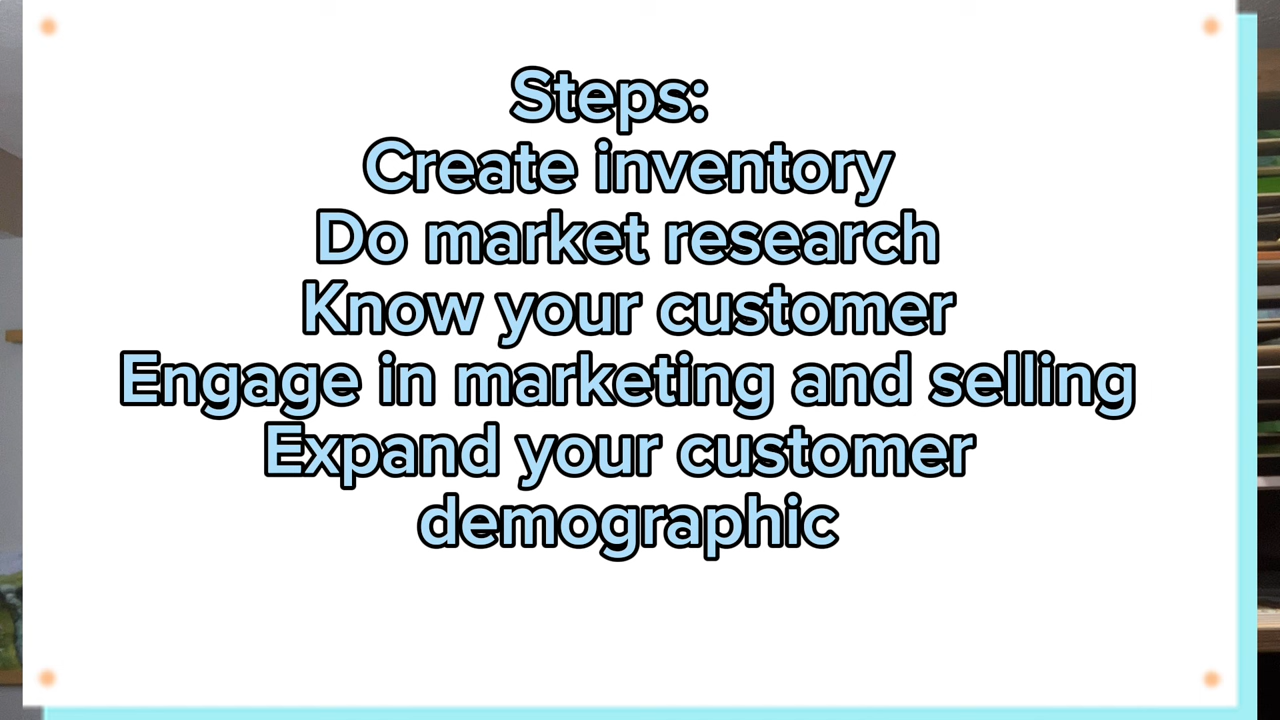 Steps:
Create inventory
Do market research
Know your customer
Engage in marketing and selling
Expand your customer
demographic